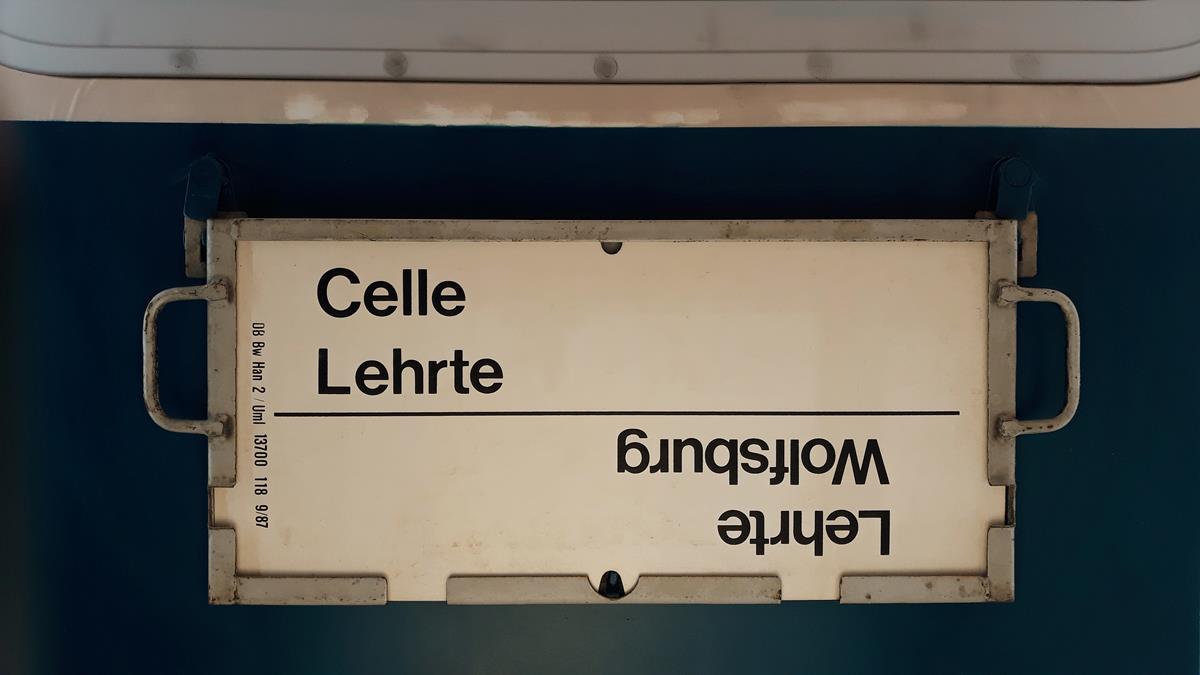 Celle
Lehrte
Lehrte
Wolfsburg
DB Bw Han 2 / Uml 13700 118 9/87